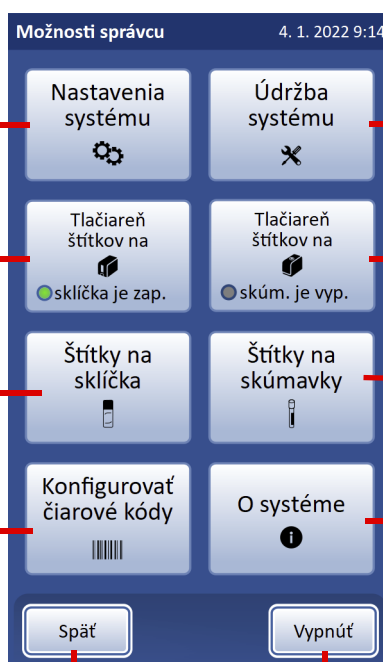 Možnosti správcu
4. 1. 2022 9:14
Nastavenia
systému
Údržba
systému
Tlačiareň
štítkov na
sklíčka je zap.
Tlačiareň
štítkov na
skúm. je vyp.
Štítky na
sklíčka
Štítky na
skúmavky
Konfigurovať
čiarové kódy
O systéme
Späť
Vypnúť